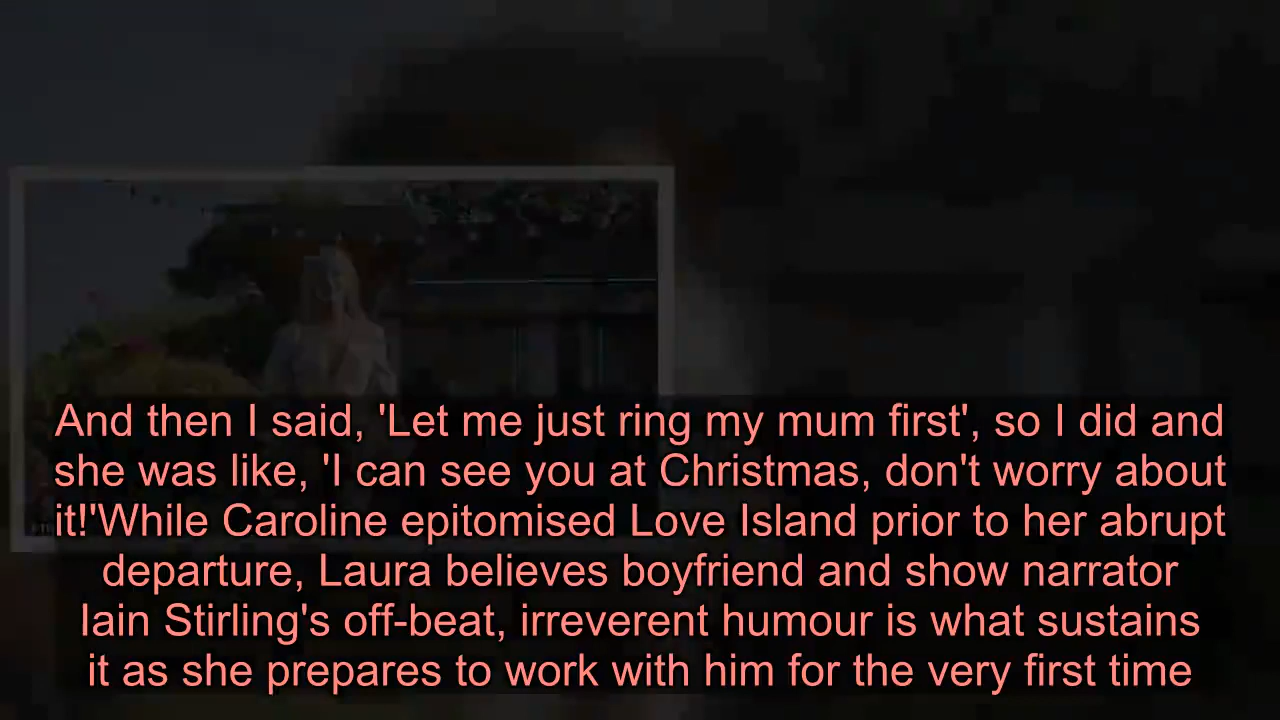 And then I said, 'Let me just ring my mum first', so I did and
she was like, 'I can see you at Christmas, don't worry about
it!'While Caroline epitomised Love Island prior to her abrupt
departure, Laura believes boyfriend and show narrator
Iain Stirling's off-beat, irreverent humour is what sustains
it as she prepares to work with him for the very first time